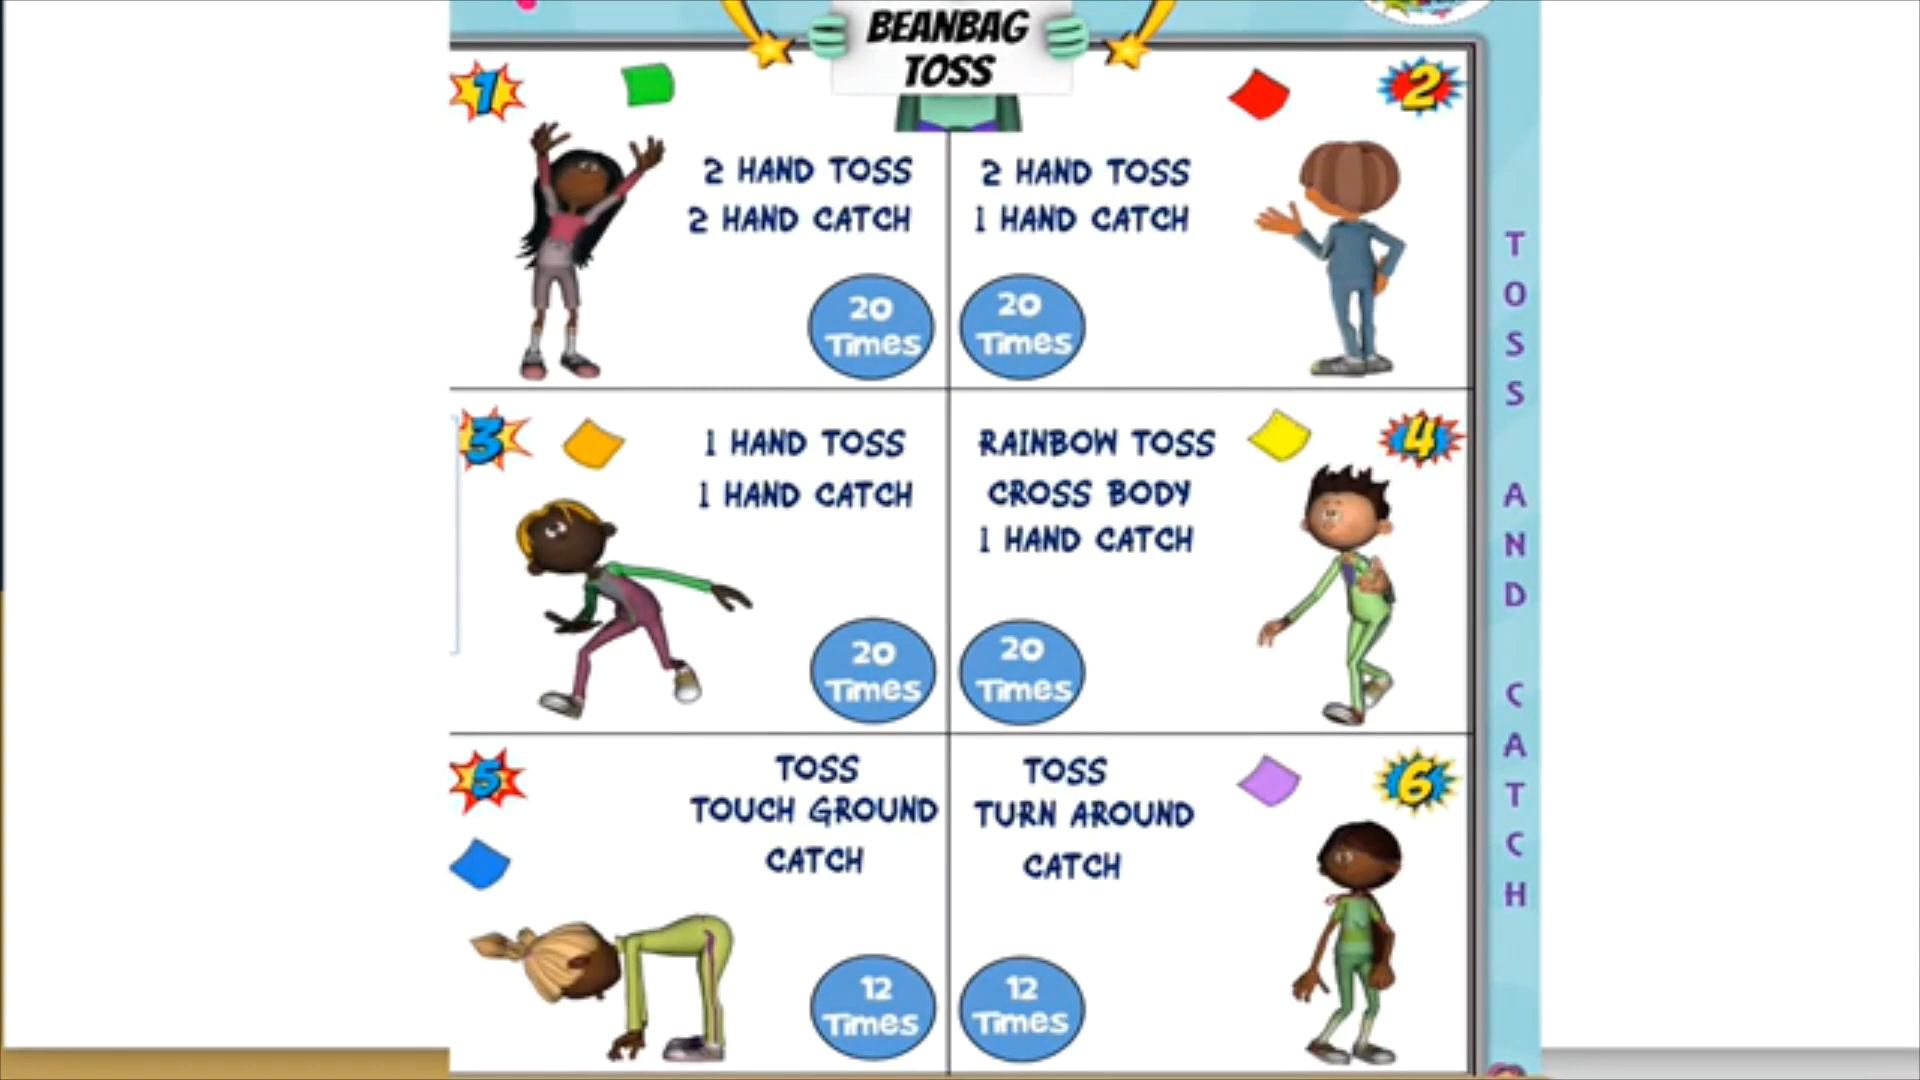 BEANBAG
TOSS
1
2 HAND TOSS
2 HAND CATCH
20
Times
2
2 HAND TOSS
1 HAND CATCH
20
Times
3
1 HAND TOSS
1 HAND CATCH
20
Times
4
RAINBOW TOSS
CROSS BODY
1 HAND CATCH
20
Times
5
TOSS
TOUCH GROUND
CATCH
12
Times
6
TOSS
TURN AROUND
CATCH
12
Times
TOSS AND CATCH